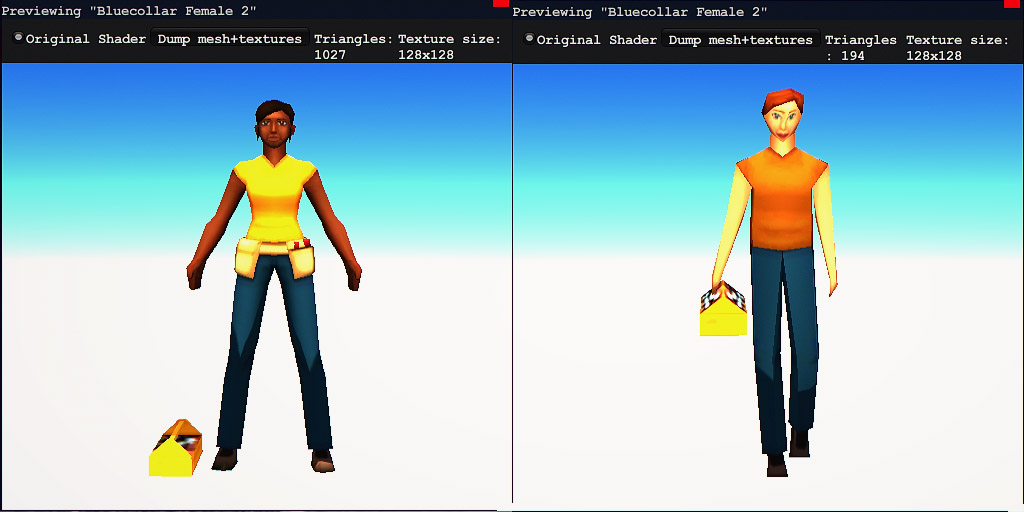 Previewing "Bluecollar Female 2"
Original Shader Dump mesh+textures Triangles: Texture size:
1027 128x128
Previewing "Bluecollar Female 2"
Original Shader Dump mesh+textures Triangles Texture size:
: 194 128x128